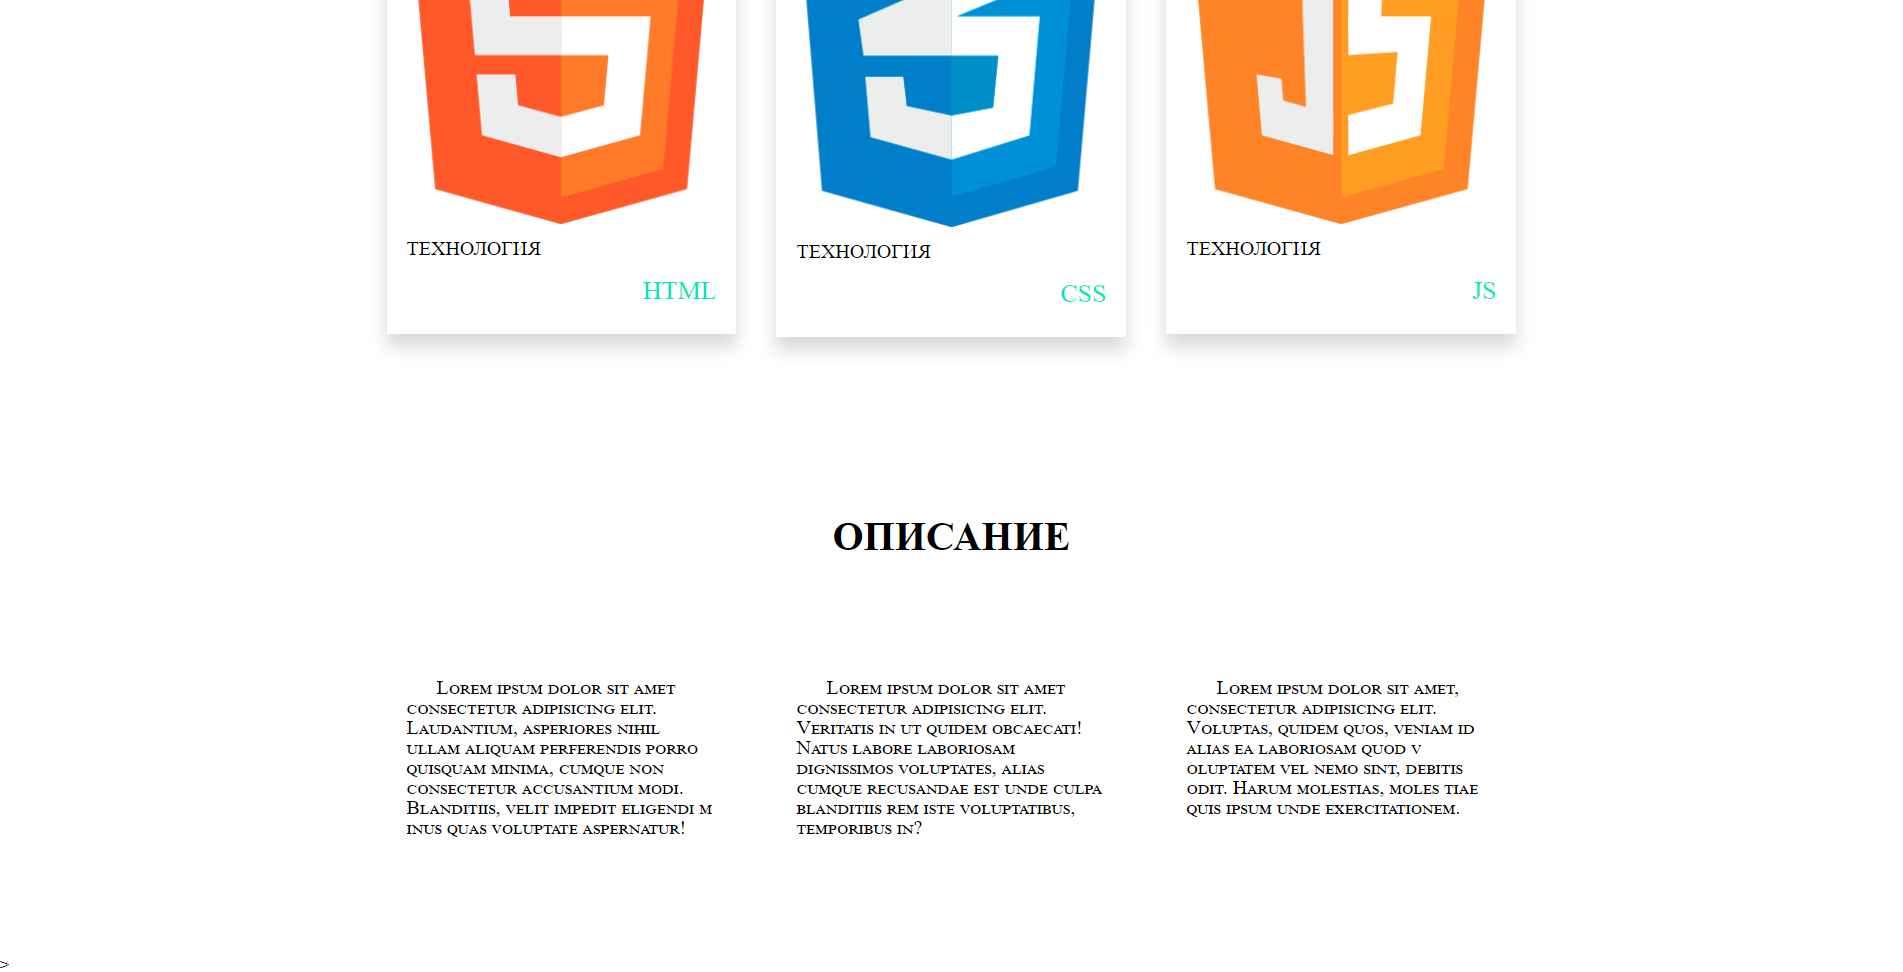 ТЕХНОЛОГИЯ
HTML
ТЕХНОЛОГИЯ
CSS
ТЕХНОЛОГИЯ
JS
ОПИСАНИЕ
Lorem ipsum dolor sit amet
consectetur adipisicing elit.
Laudantium, asperiores nihil
ullam aliquam perferendis porro
quisquam minima, cumque non
consectetur accusantium modi.
Blanditiis, velit impedit eligendi m
inus quas voluptate aspernatur!
Lorem ipsum dolor sit amet
consectetur adipisicing elit.
Veritatis in ut quidem obcaecati!
Natus labore laboriosam
dignissimos voluptates, alias
cumque recusandae est unde culpa
blanditiis rem iste voluptatibus,
temporibus in?
Lorem ipsum dolor sit amet,
consectetur adipisicing elit.
Voluptas, quidem quos, veniam id
alias ea laboriosam quod v
oluptatem vel nemo sint, debitis
odit. Harum molestias, moles tiae
quis ipsum unde exercitationem.
>